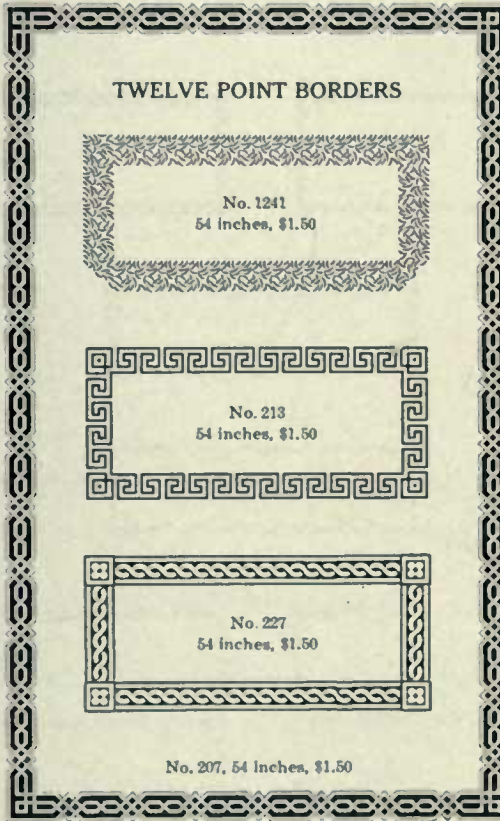 TWELVE POINT BORDERS
No. 1241
54 inches, $1.50
No. 213
54 inches, $1.50
No. 227
54 inches, $1.50
No. 207, 54 inches, $1.50